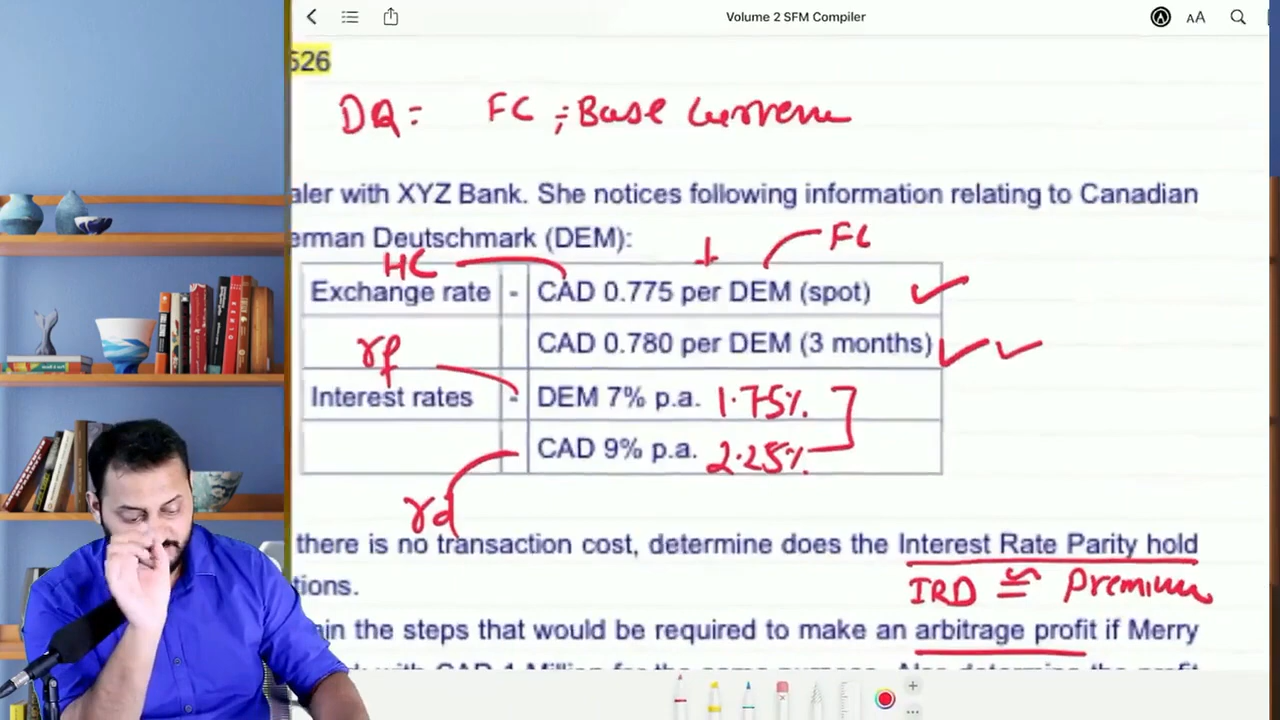 Volume 2 SFM Compiler
AA
526
DQ: FC ÷ Base Currence
aler with XYZ Bank. She notices following information relating to Canadian
erman Deutschmark (DEM):
HC
FC
Exchange rate - CAD 0.775 per DEM (spot)
CAD 0.780 per DEM (3 months)
rf
Interest rates - DEM 7% p.a. 1.75%
CAD 9% p.a. 2.25%
rd
there is no transaction cost, determine does the Interest Rate Parity hold
tions.
IRD ≅ Premium
in the steps that would be required to make an arbitrage profit if Merry